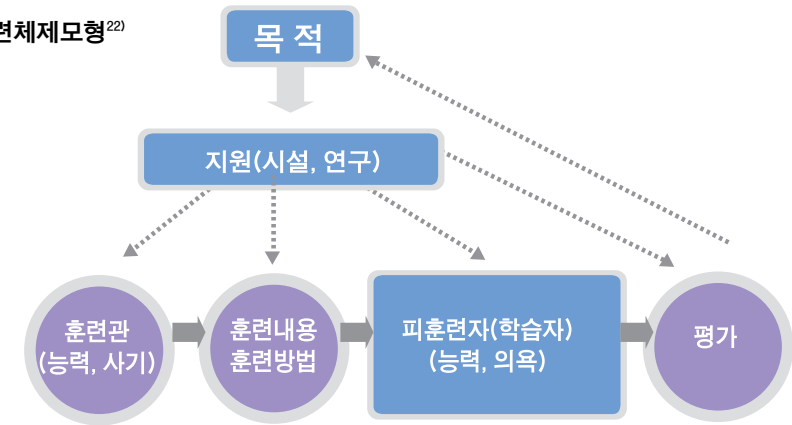 련체제모형22)
목 적
지원(시설, 연구)
훈련관
(능력, 사기)
훈련내용
훈련방법
피훈련자(학습자)
(능력, 의욕)
평가